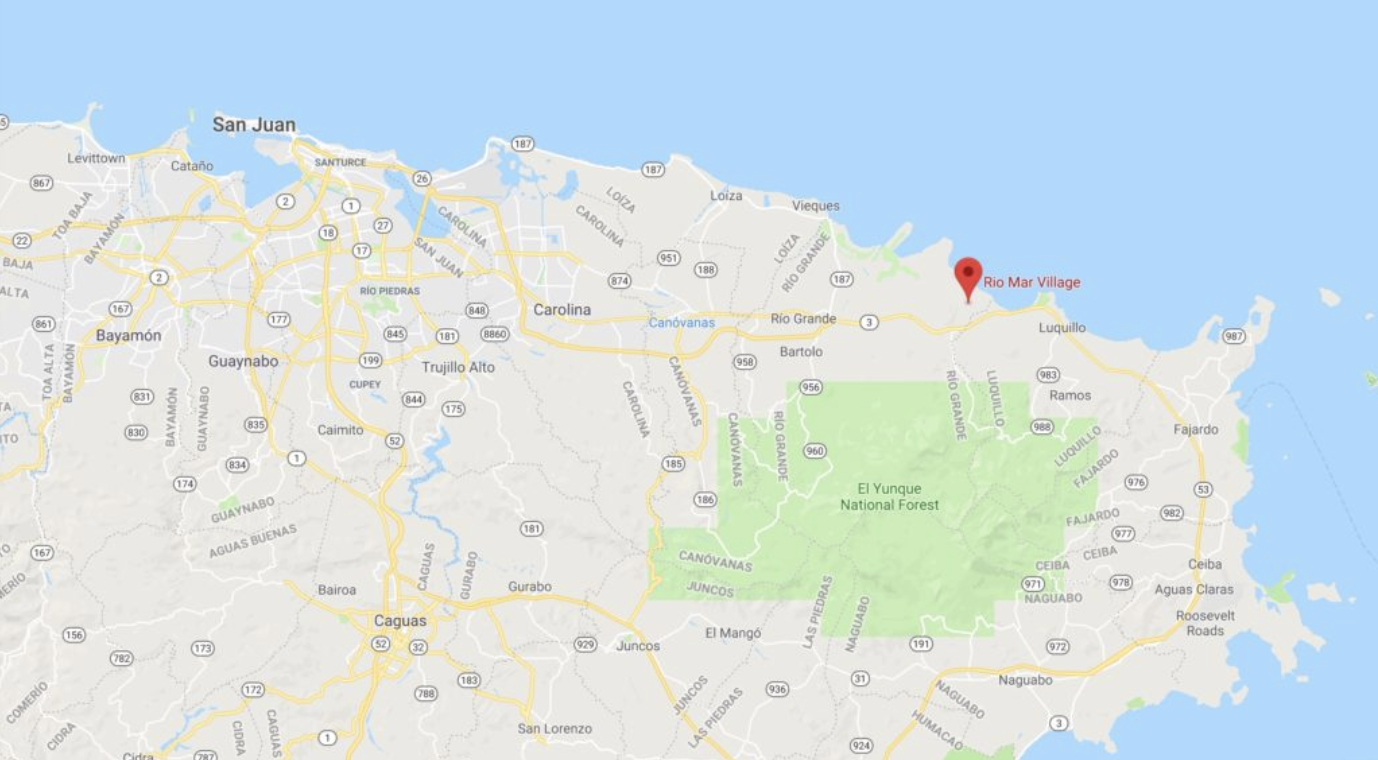 San Juan
187
Levittown
Cataño
SANTURCE
187
867
26
Loíza
2
1
Vieques
TOA BAJA
BAYAMÓN
27
CAROLINA
LOÍZA
CAROLINA
22
18
17
SAN JUAN
951
188
LOÍZA
RÍO GRANDE
BAJA
2
874
187
Rio Mar Village
ALTA
RÍO PIEDRAS
167
848
Carolina
Canóvanas
Río Grande
3
861
177
845
181
8860
Luquillo
987
Bayamón
Guaynabo
199
Trujillo Alto
958
Bartolo
TOA ALTA
BAYAMÓN
CUPEY
983
956
Ramos
831
BAYAMÓN
GUAYNABO
844
175
CAROLINA
CANÓVANAS
RÍO GRANDE
LUQUILLO
830
835
Caimito
52
CANÓVANAS
RÍO GRANDE
988
LUQUILLO
FAJARDO
Fajardo
834
1
185
960
174
186
El Yunque
National Forest
976
53
GUAYNABO
982
FAJARDO
181
977
AGUAS BUENAS
167
CAGUAS
GURABO
CANÓVANAS
CEIBA
CEIBA
Ceiba
Bairoa
Gurabo
JUNCOS
971
NAGUABO
978
Aguas Claras
Caguas
LAS PIEDRAS
NAGUABO
Roosevelt
Roads
156
52
32
929
Juncos
El Mangó
191
972
782
173
172
183
788
936
31
Naguabo
COMERÍO
JUNCOS
LAS PIEDRAS
NAGUABO
HUMACAO
3
CIDRA
CIDRA
CAGUAS
1
San Lorenzo
924
Cidra
787